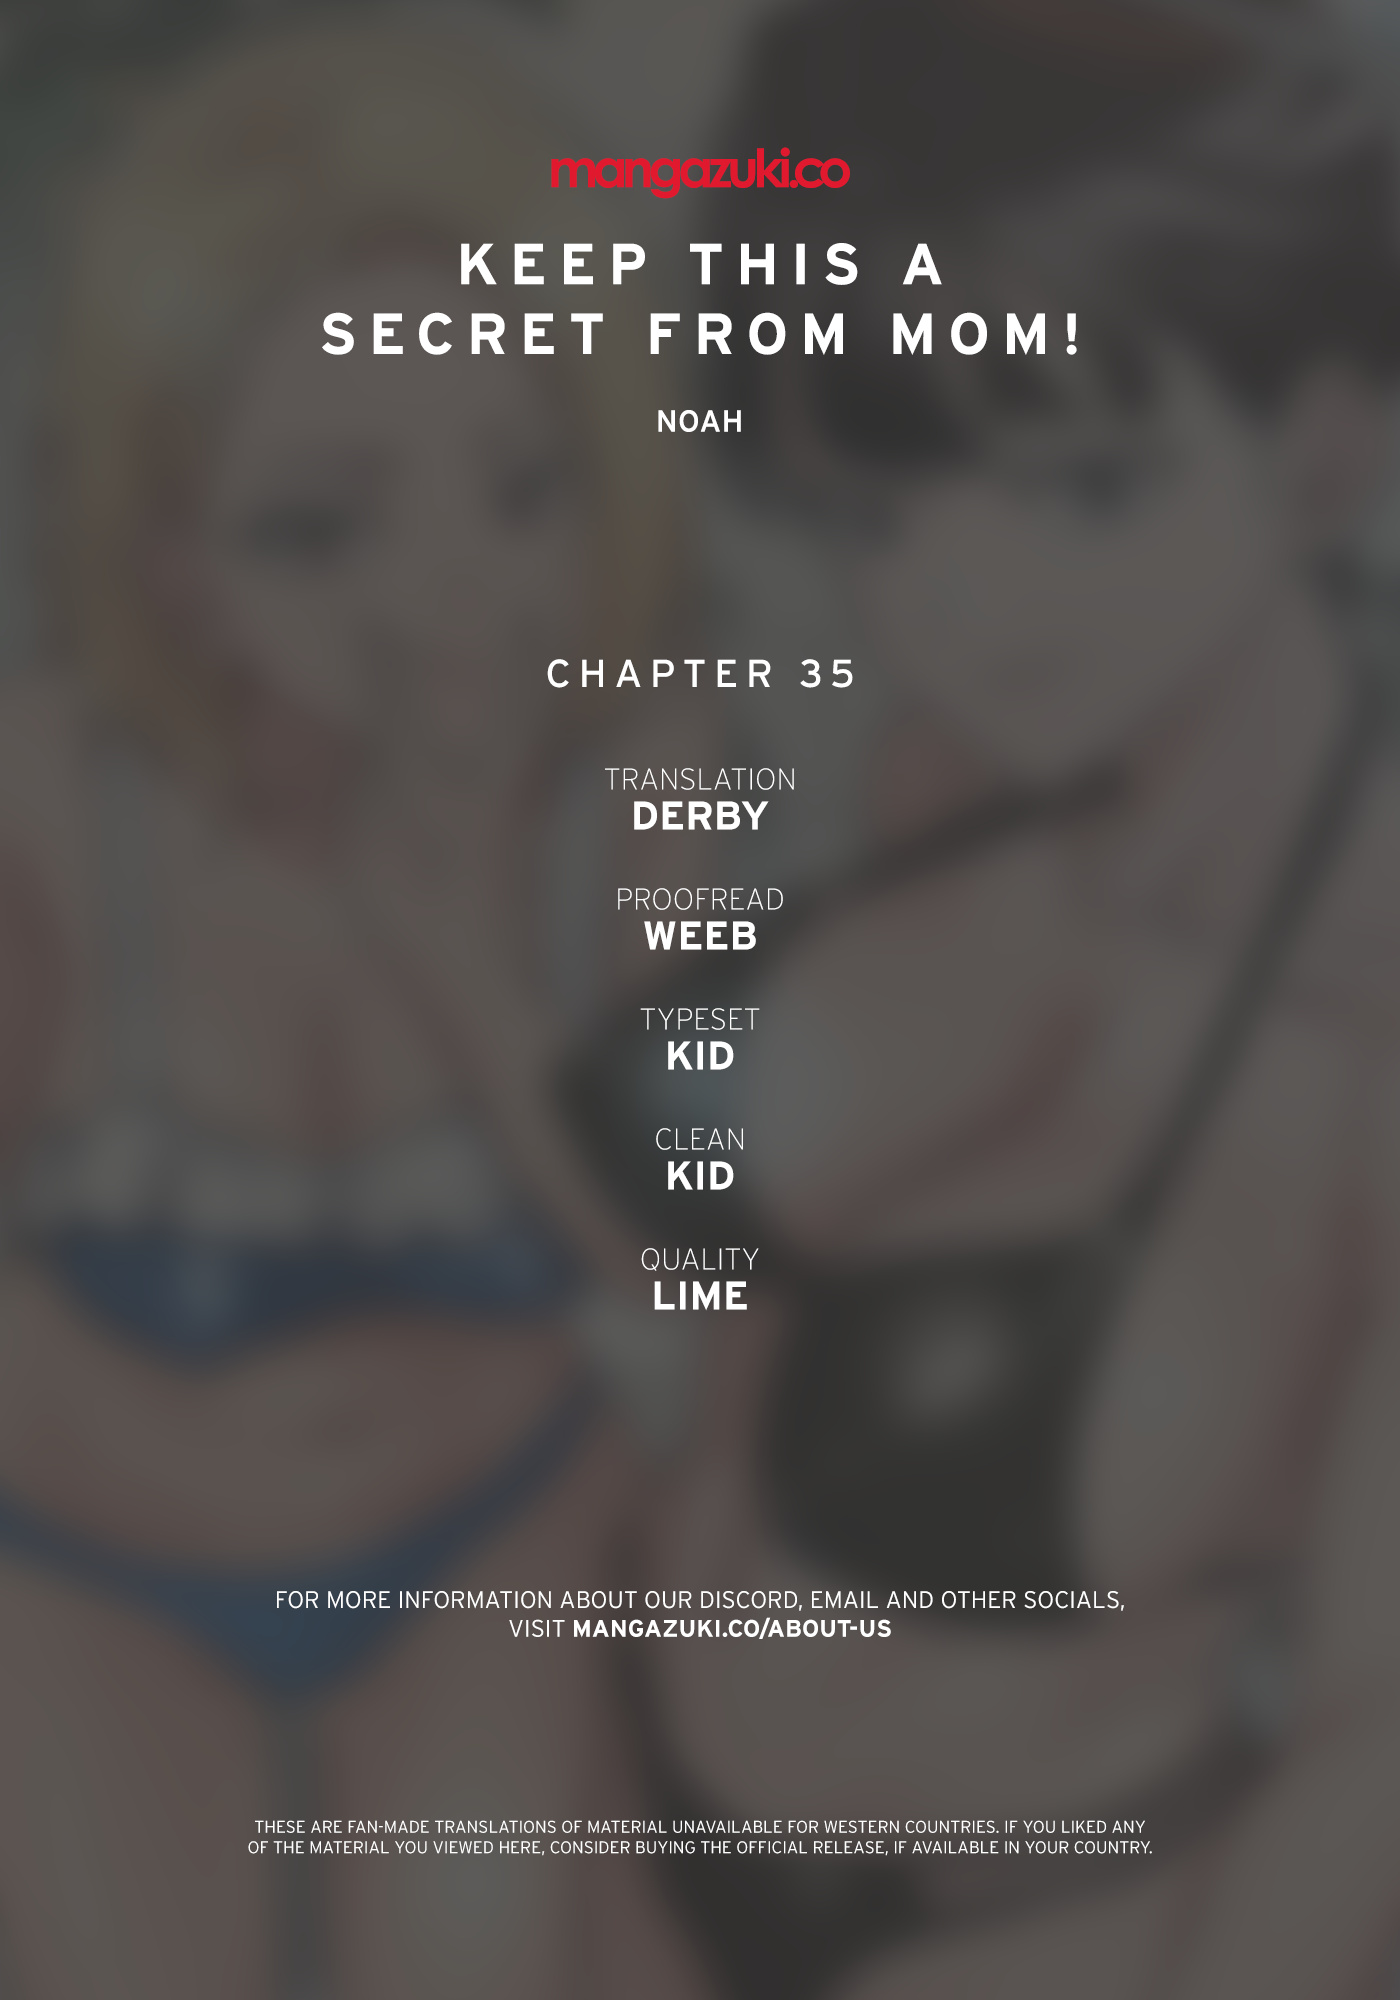 mangazuki.co
KEEP THIS A
SECRET FROM MOM!
NOAH
CHAPTER 35
TRANSLATION
DERBY
PROOFREAD
WEEB
TYPESET
KID
CLEAN
KID
QUALITY
LIME
FOR MORE INFORMATION ABOUT OUR DISCORD, EMAIL AND OTHER SOCIALS,
VISIT MANGAZUKI.CO/ABOUT-US
THESE ARE FAN-MADE TRANSLATIONS OF MATERIAL UNAVAILABLE FOR WESTERN COUNTRIES. IF YOU LIKED ANY
OF THE MATERIAL YOU VIEWED HERE, CONSIDER BUYING THE OFFICIAL RELEASE, IF AVAILABLE IN YOUR COUNTRY.